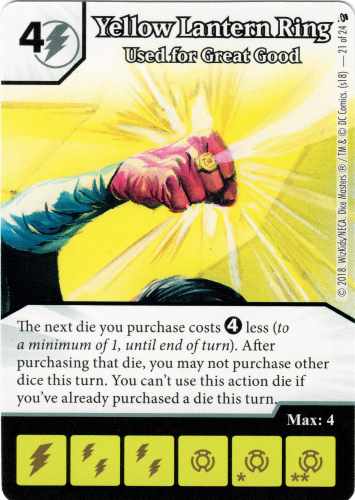 4
Yellow Lantern Ring
Used for Great Good
© 2018. WizKids/NECA. Dice Masters ® / TM & © DC Comics. (s18) — 21 of 24
The next die you purchase costs 4 less (to
a minimum of 1, until end of turn). After
purchasing that die, you may not purchase other
dice this turn. You can't use this action die if
you've already purchased a die this turn.
Max: 4
*
**